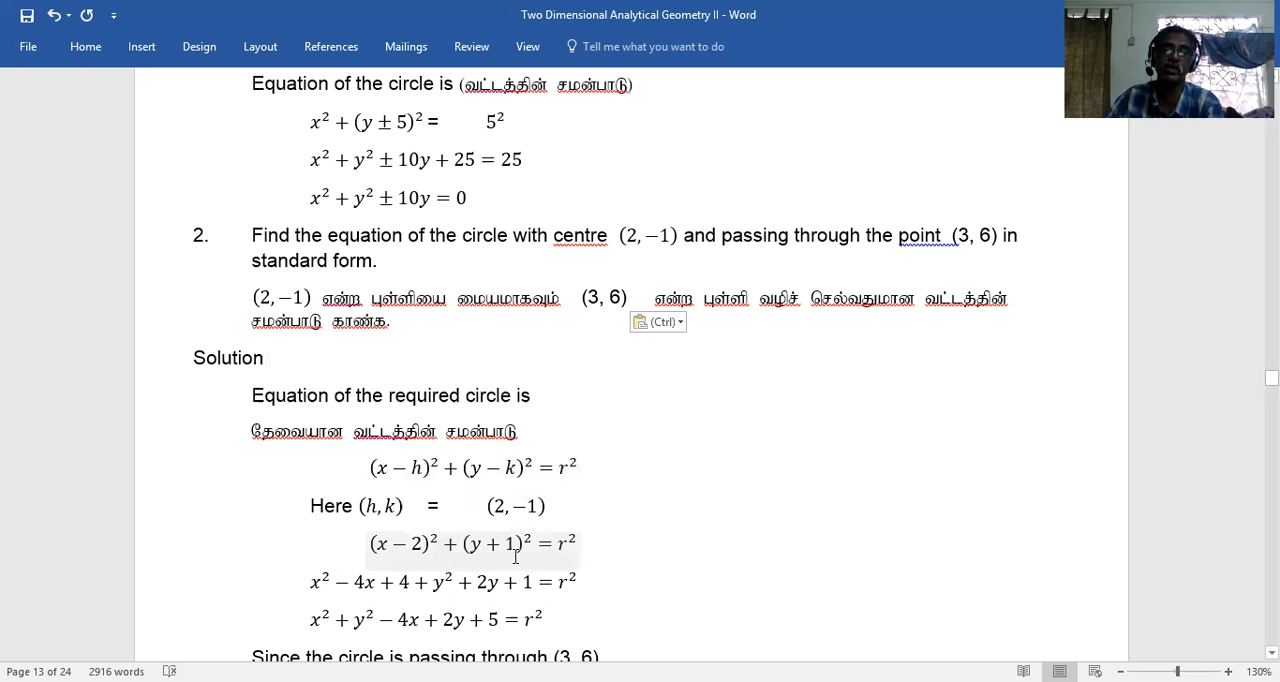 Two Dimensional Analytical Geometry II - Word
File Home Insert Design Layout References Mailings Review View Tell me what you want to do
Equation of the circle is (வட்டத்தின் சமன்பாடு)
x² + (y ± 5)² = 5²
x² + y² ± 10y + 25 = 25
x² + y² ± 10y = 0
2. Find the equation of the circle with centre (2, −1) and passing through the point (3, 6) in
standard form.
(2, −1) என்ற புள்ளியை மையமாகவும் (3, 6) என்ற புள்ளி வழிச் செல்வதுமான வட்டத்தின்
சமன்பாடு காண்க.
(Ctrl)
Solution
Equation of the required circle is
தேவையான வட்டத்தின் சமன்பாடு
(x − h)² + (y − k)² = r²
Here (h, k) = (2, −1)
(x − 2)² + (y + 1)² = r²
x² − 4x + 4 + y² + 2y + 1 = r²
x² + y² − 4x + 2y + 5 = r²
Since the circle is passing through (3, 6)
Page 13 of 24 2916 words 130%